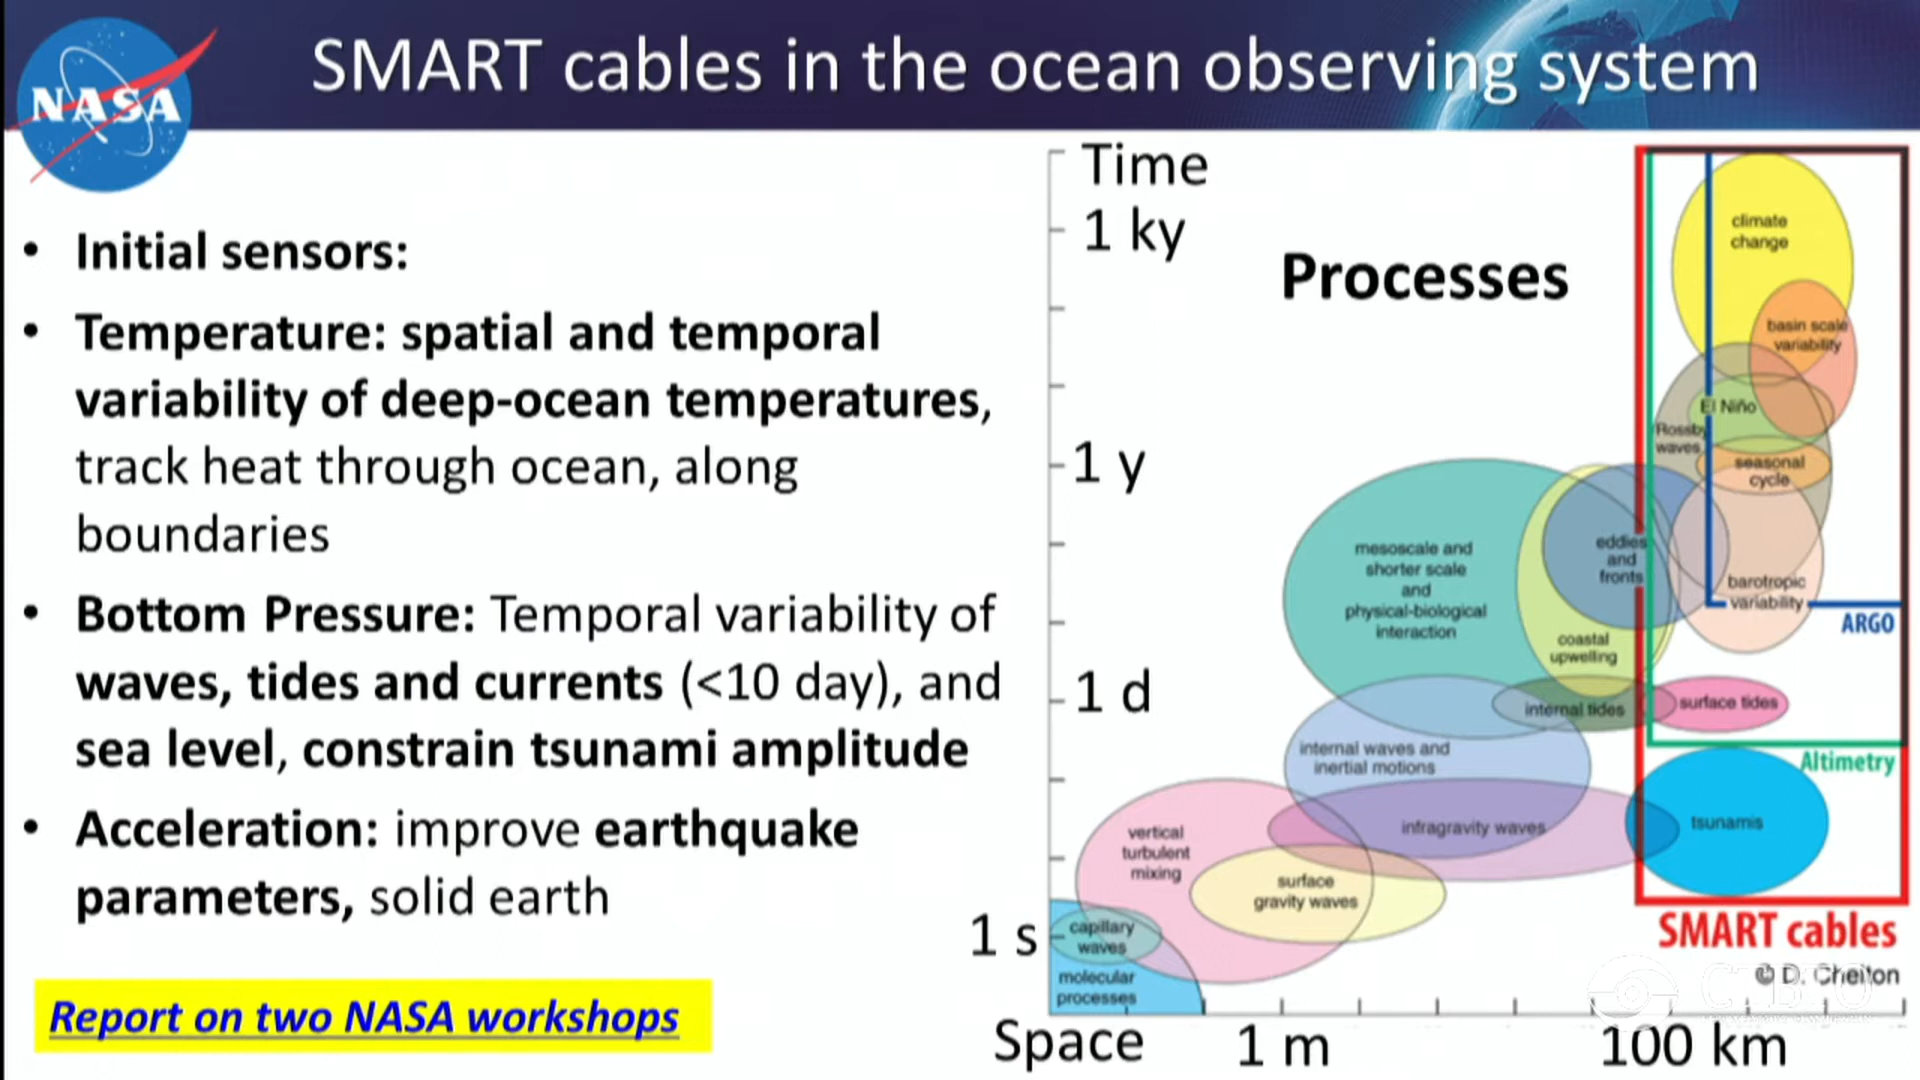 NASA
SMART cables in the ocean observing system
• Initial sensors:
• Temperature: spatial and temporal
variability of deep-ocean temperatures,
track heat through ocean, along
boundaries
• Bottom Pressure: Temporal variability of
waves, tides and currents (<10 day), and
sea level, constrain tsunami amplitude
• Acceleration: improve earthquake
parameters, solid earth
Report on two NASA workshops
Time
1 ky
1 y
1 d
1 s
Processes
climate
change
basin scale
variability
El Niño
Rossby
waves
seasonal
cycle
mesoscale and
shorter scale
and
physical-biological
interaction
eddies
and
fronts
barotropic
variability
ARGO
coastal
upwelling
internal tides
surface tides
internal waves and
inertial motions
Altimetry
infragravity waves
tsunamis
vertical
turbulent
mixing
surface
gravity waves
capillary
waves
molecular
processes
SMART cables
© D. Chelton
CTBTO
Space
1 m
100 km